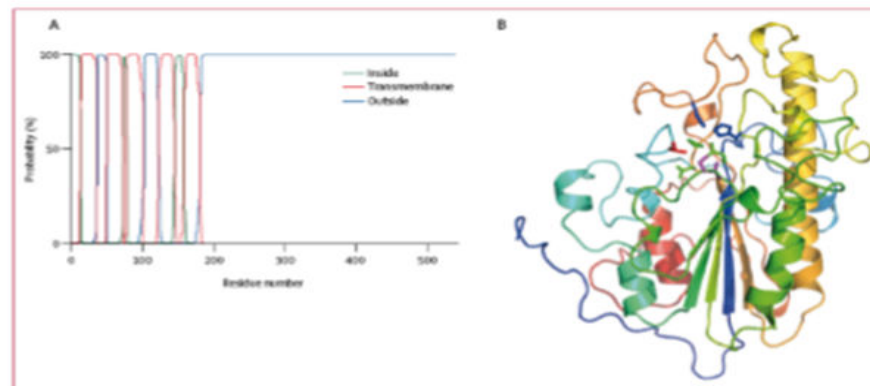 A
B
100
Inside
Transmembrane
Outside
Probability (%)
50
0
0 100 200 300 400 500
Residue number